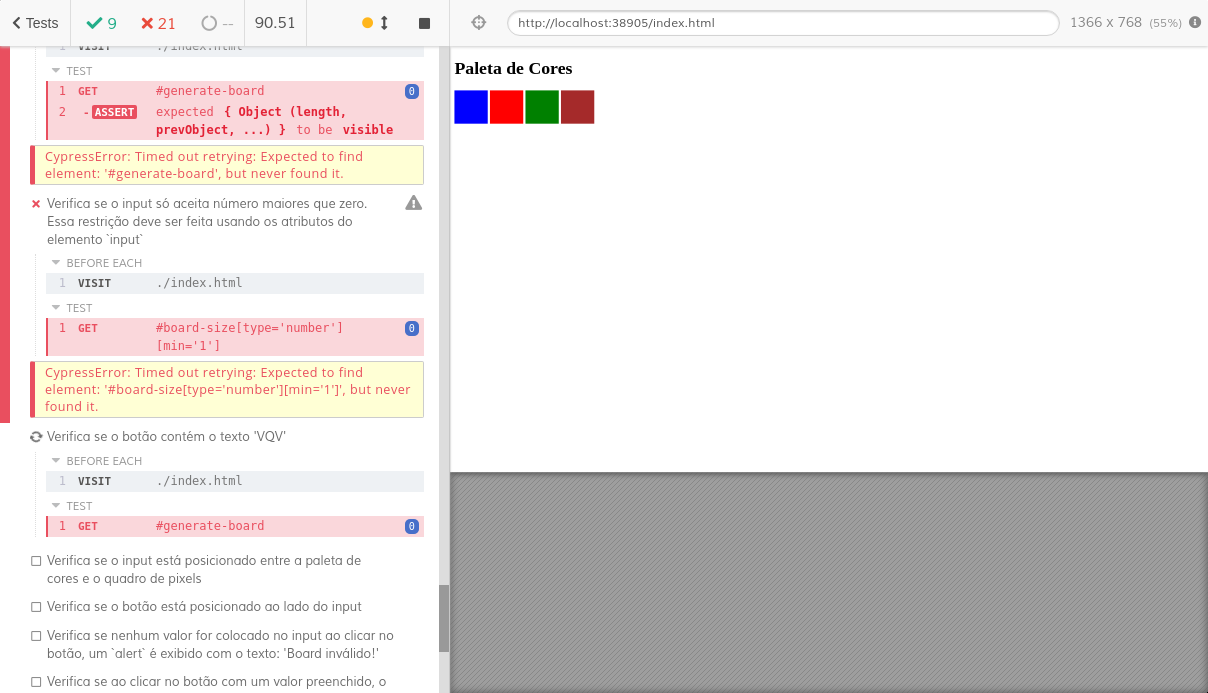 Tests 9 21 -- 90.51 http://localhost:38905/index.html 1366 x 768 (55%)
1 VISIT ./index.html
TEST
1 GET #generate-board 0
2 - ASSERT expected { Object (length,
prevObject, ...) } to be visible
CypressError: Timed out retrying: Expected to find
element: '#generate-board', but never found it.
Verifica se o input só aceita número maiores que zero.
Essa restrição deve ser feita usando os atributos do
elemento `input`
BEFORE EACH
1 VISIT ./index.html
TEST
1 GET #board-size[type='number'] 0
[min='1']
CypressError: Timed out retrying: Expected to find
element: '#board-size[type='number'][min='1']', but never
found it.
Verifica se o botão contém o texto 'VQV'
BEFORE EACH
1 VISIT ./index.html
TEST
1 GET #generate-board 0
Verifica se o input está posicionado entre a paleta de
cores e o quadro de pixels
Verifica se o botão está posicionado ao lado do input
Verifica se nenhum valor for colocado no input ao clicar no
botão, um `alert` é exibido com o texto: 'Board inválido!'
Verifica se ao clicar no botão com um valor preenchido, o
Paleta de Cores